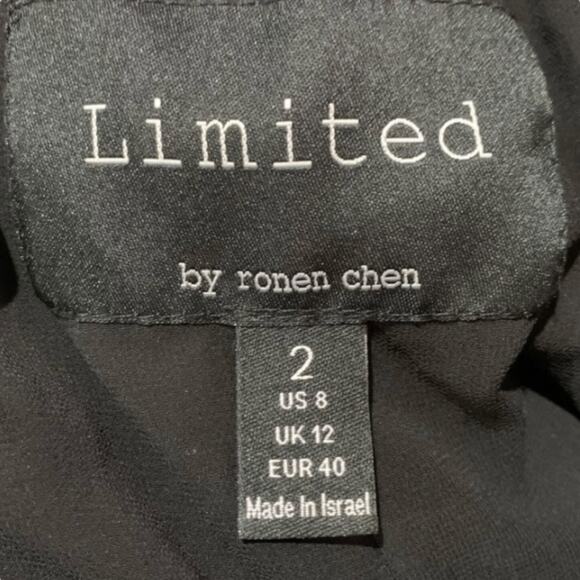 Limited
by ronen chen
2
US 8
UK 12
EUR 40
Made In Israel